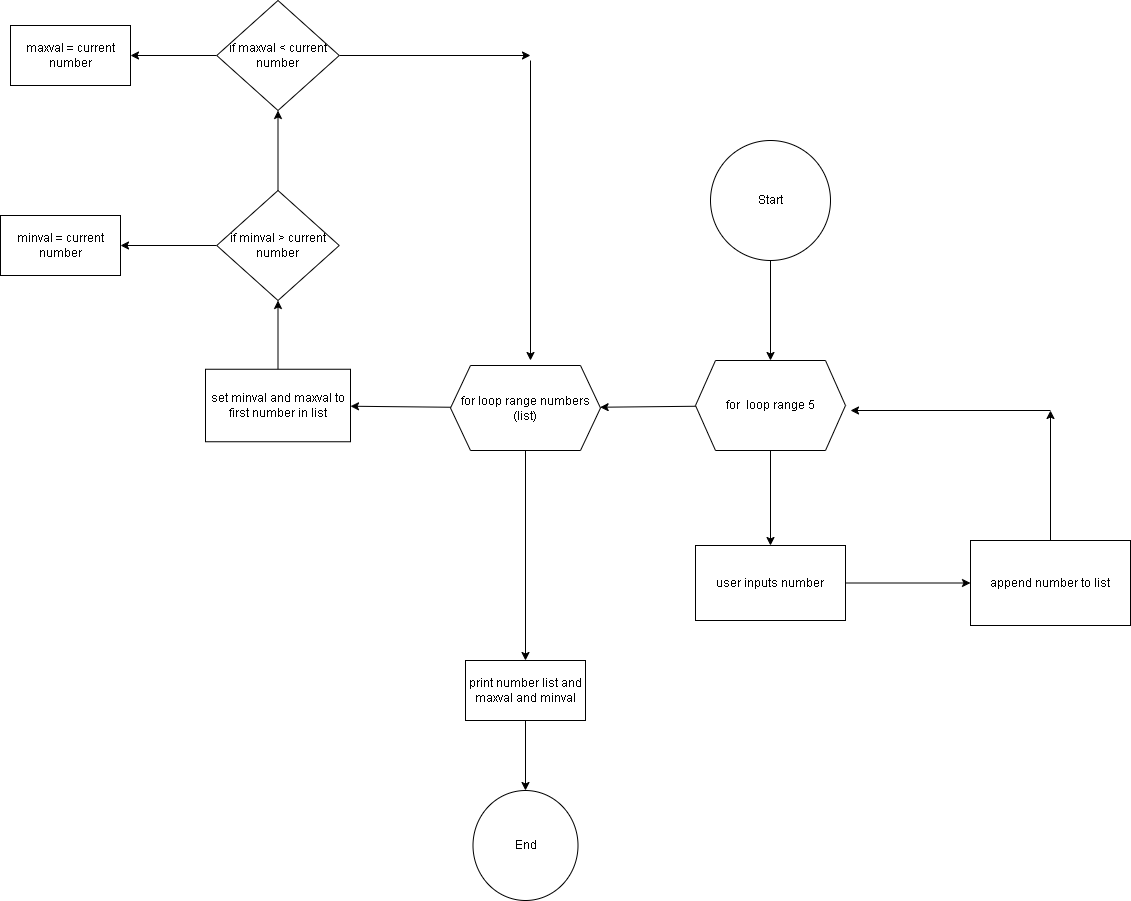 if maxval < current
number
maxval = current
number
Start
if minval > current
number
minval = current
number
set minval and maxval to
first number in list
for loop range numbers
(list)
for  loop range 5
user inputs number
append number to list
print number list and
maxval and minval
End